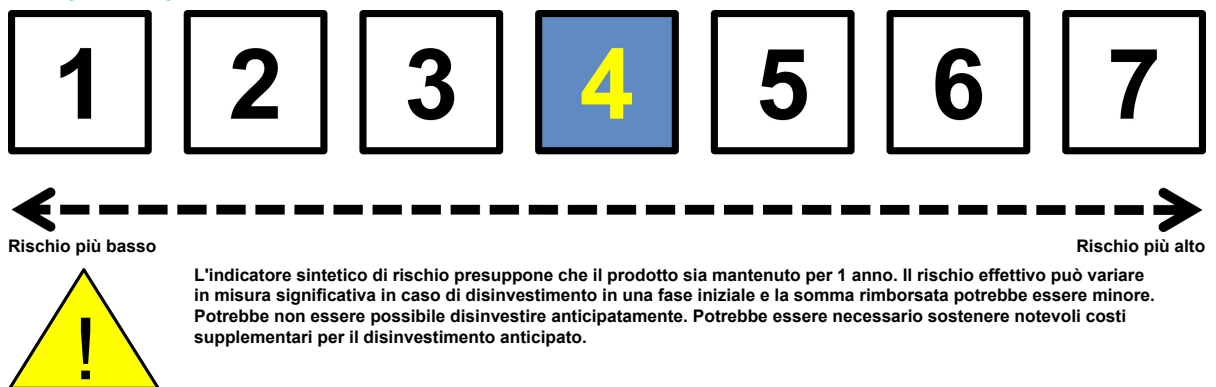 1 2 3 4 5 6 7
Rischio più basso Rischio più alto
!
L'indicatore sintetico di rischio presuppone che il prodotto sia mantenuto per 1 anno. Il rischio effettivo può variare
in misura significativa in caso di disinvestimento in una fase iniziale e la somma rimborsata potrebbe essere minore.
Potrebbe non essere possibile disinvestire anticipatamente. Potrebbe essere necessario sostenere notevoli costi
supplementari per il disinvestimento anticipato.